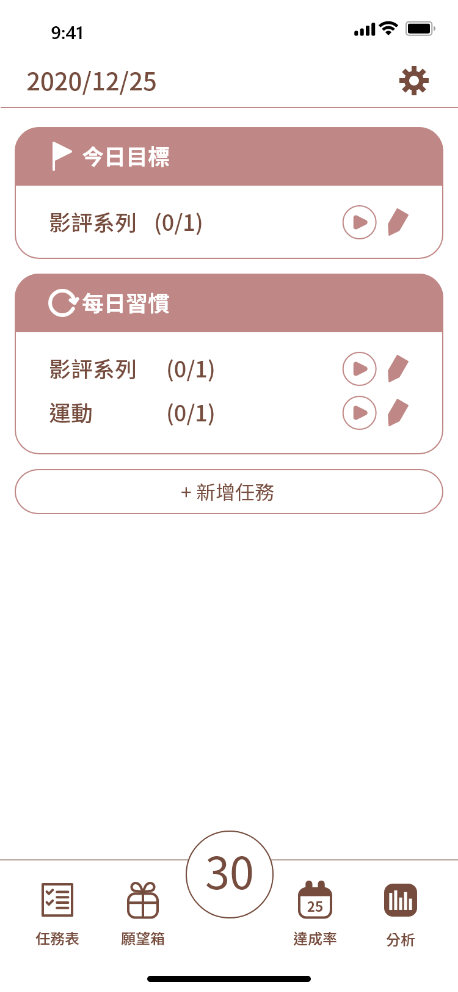 9:41
2020/12/25
今日目標
影評系列 (0/1)
每日習慣
影評系列 (0/1)
運動 (0/1)
+ 新增任務
30
25
任務表 願望箱 達成率 分析